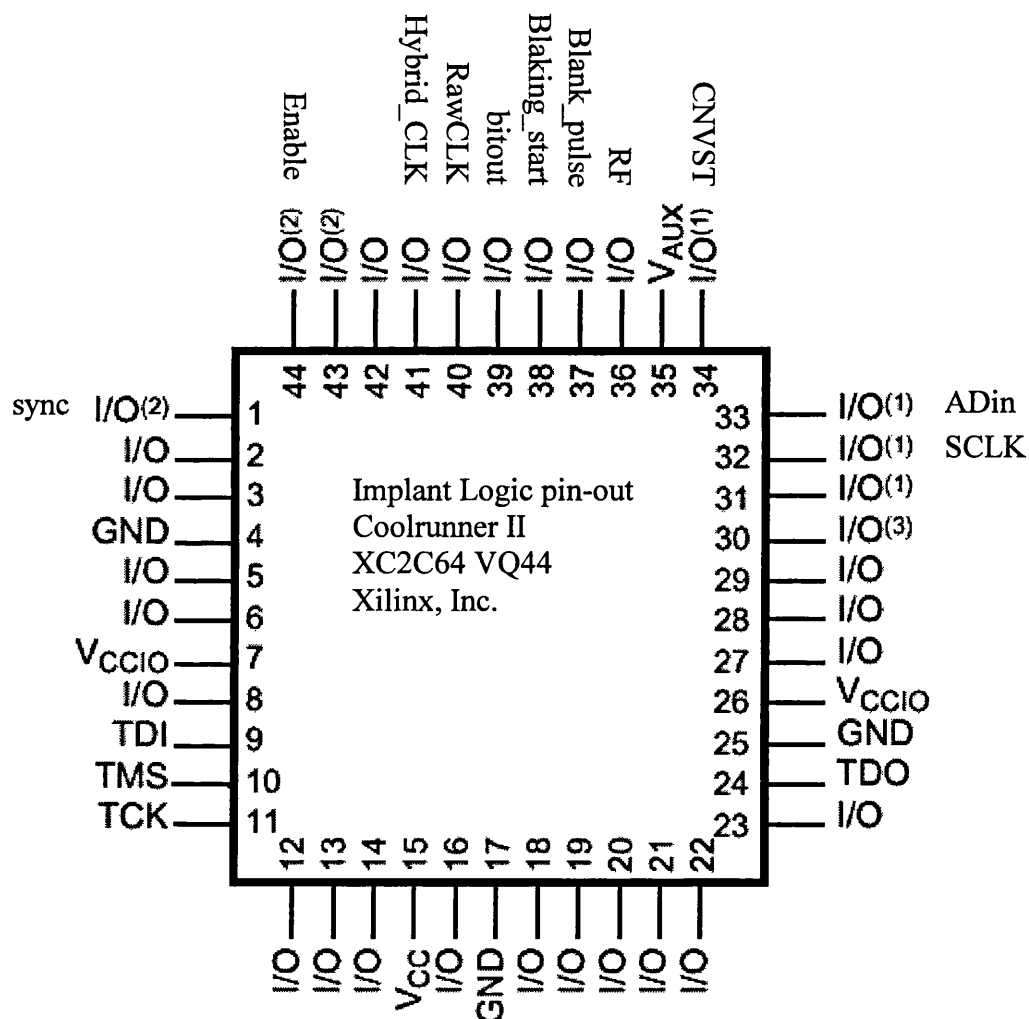 Enable
Hybrid_CLK
RawCLK
bitout
Blaking_start
Blank_pulse
RF
CNVST
I/O(2)
I/O(2)
I/O
I/O
I/O
I/O
I/O
I/O
I/O
VAUX
I/O(1)
44
43
42
41
40
39
38
37
36
35
34
sync I/O(2) 1
I/O 2
I/O 3
GND 4
I/O 5
I/O 6
VCCIO 7
I/O 8
TDI 9
TMS 10
TCK 11
Implant Logic pin-out
Coolrunner II
XC2C64 VQ44
Xilinx, Inc.
33 I/O(1) ADin
32 I/O(1) SCLK
31 I/O(1)
30 I/O(3)
29 I/O
28 I/O
27 I/O
26 VCCIO
25 GND
24 TDO
23 I/O
12
13
14
15
16
17
18
19
20
21
22
I/O
I/O
I/O
VCC
I/O
GND
I/O
I/O
I/O
I/O
I/O